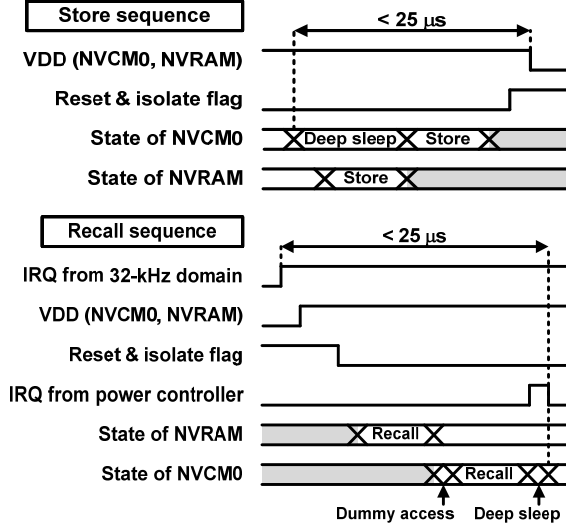 Store sequence
< 25 μs
VDD (NVCM0, NVRAM)
Reset & isolate flag
State of NVCM0
Deep sleep
Store
State of NVRAM
Store
Recall sequence
< 25 μs
IRQ from 32-kHz domain
VDD (NVCM0, NVRAM)
Reset & isolate flag
IRQ from power controller
State of NVRAM
Recall
State of NVCM0
Recall
Dummy access
Deep sleep